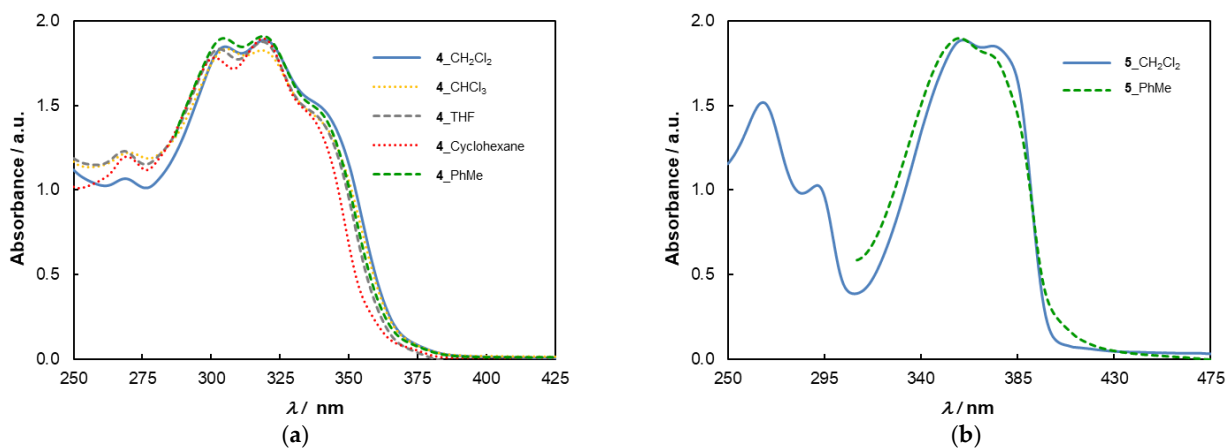 2.0
1.5
1.0
0.5
0.0
Absorbance / a.u.
250 275 300 325 350 375 400 425
λ / nm
4_CH₂Cl₂
4_CHCl₃
4_THF
4_Cyclohexane
4_PhMe
(a)
2.0
1.5
1.0
0.5
0.0
Absorbance / a.u.
250 295 340 385 430 475
λ / nm
5_CH₂Cl₂
5_PhMe
(b)